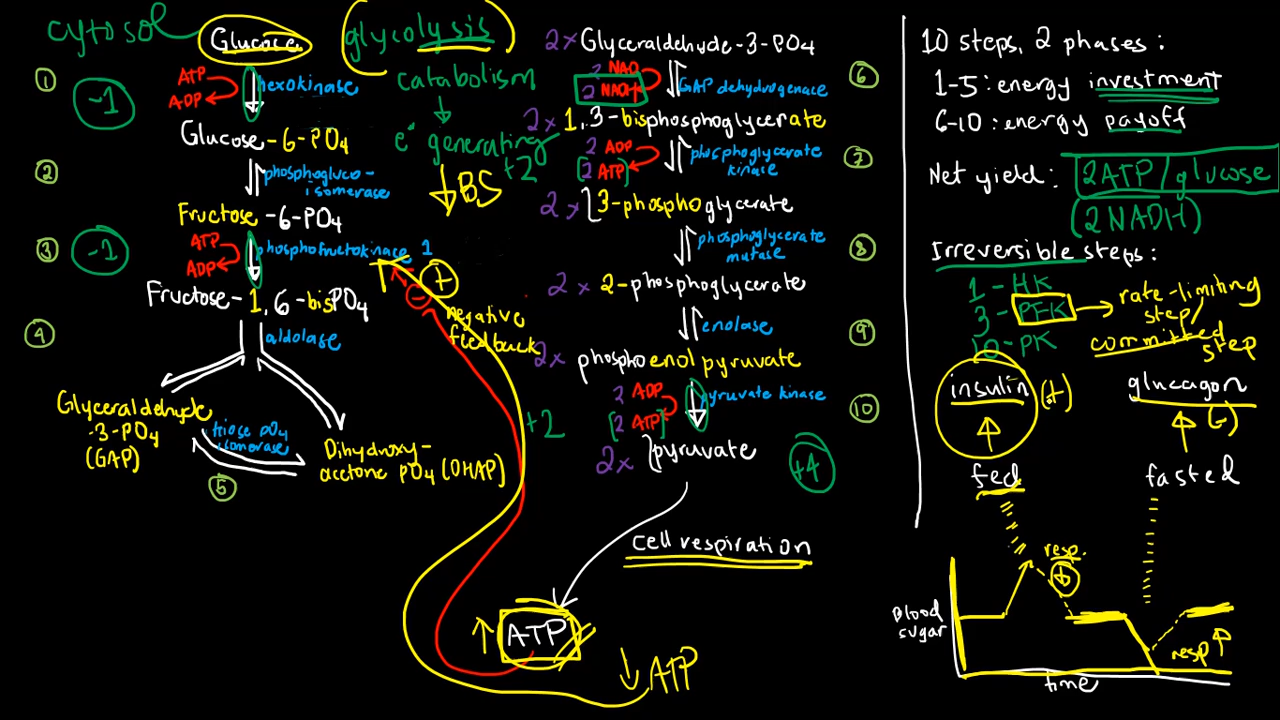 cytosol
Glucose
glycolysis
catabolism
e⁻ generating
+2
↓BS
①
-1
ATP
ADP
hexokinase
Glucose-6-PO4
②
phosphoglucо-
isomerase
Fructose-6-PO4
③
-1
ATP
ADP
phosphofructokinase 1
Fructose-1,6-bisPO4
④
aldolase
Glyceraldehyde
-3-PO4
(GAP)
triose PO4
isomerase
⑤
Dihydroxy-
acetone PO4 (DHAP)
+
-
negative
feedback
2x Glyceraldehyde-3-PO4
2 NAD
2 NADH
GAP dehydrogenace
⑥
2x 1,3-bisphosphoglycerate
2 ADP
[2 ATP]
phosphoglycerate
kinase
⑦
2x 3-phosphoglycerate
phosphoglycerate
mutase
⑧
2x 2-phosphoglycerate
enolase
⑨
2x phosphoenol pyruvate
2 ADP
[2 ATP]
pyruvate kinase
⑩
+2
2x pyruvate
+4
cell respiration
↑ ATP
↓ ATP
10 steps, 2 phases:
1-5: energy investment
6-10: energy payoff
Net yield: 2ATP/glucose
(2 NADH)
Irreversible steps:
1-HK
3-PFK → rate-limiting
step/
committed
step
10-PK
insulin (+)
glucagon
(-)
↑
↑
fed
fasted
resp.
↓
Blood
sugar
resp ↑
time